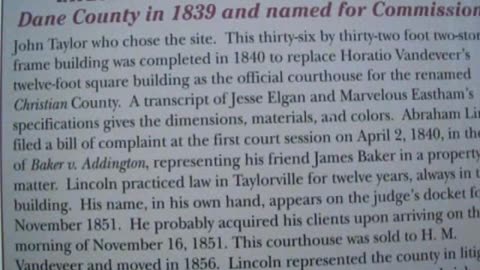 Dane County in 1839 and named for Commission
John Taylor who chose the site. This thirty-six by thirty-two foot two-stor
frame building was completed in 1840 to replace Horatio Vandeveer's
twelve-foot square building as the official courthouse for the renamed
Christian County. A transcript of Jesse Elgan and Marvelous Eastham's
specifications gives the dimensions, materials, and colors. Abraham Lin
filed a bill of complaint at the first court session on April 2, 1840, in the
of Baker v. Addington, representing his friend James Baker in a property
matter. Lincoln practiced law in Taylorville for twelve years, always in t
building. His name, in his own hand, appears on the judge's docket fo
November 1851. He probably acquired his clients upon arriving on th
morning of November 16, 1851. This courthouse was sold to H. M.
Vandeveer and moved in 1856. Lincoln represented the county in litig